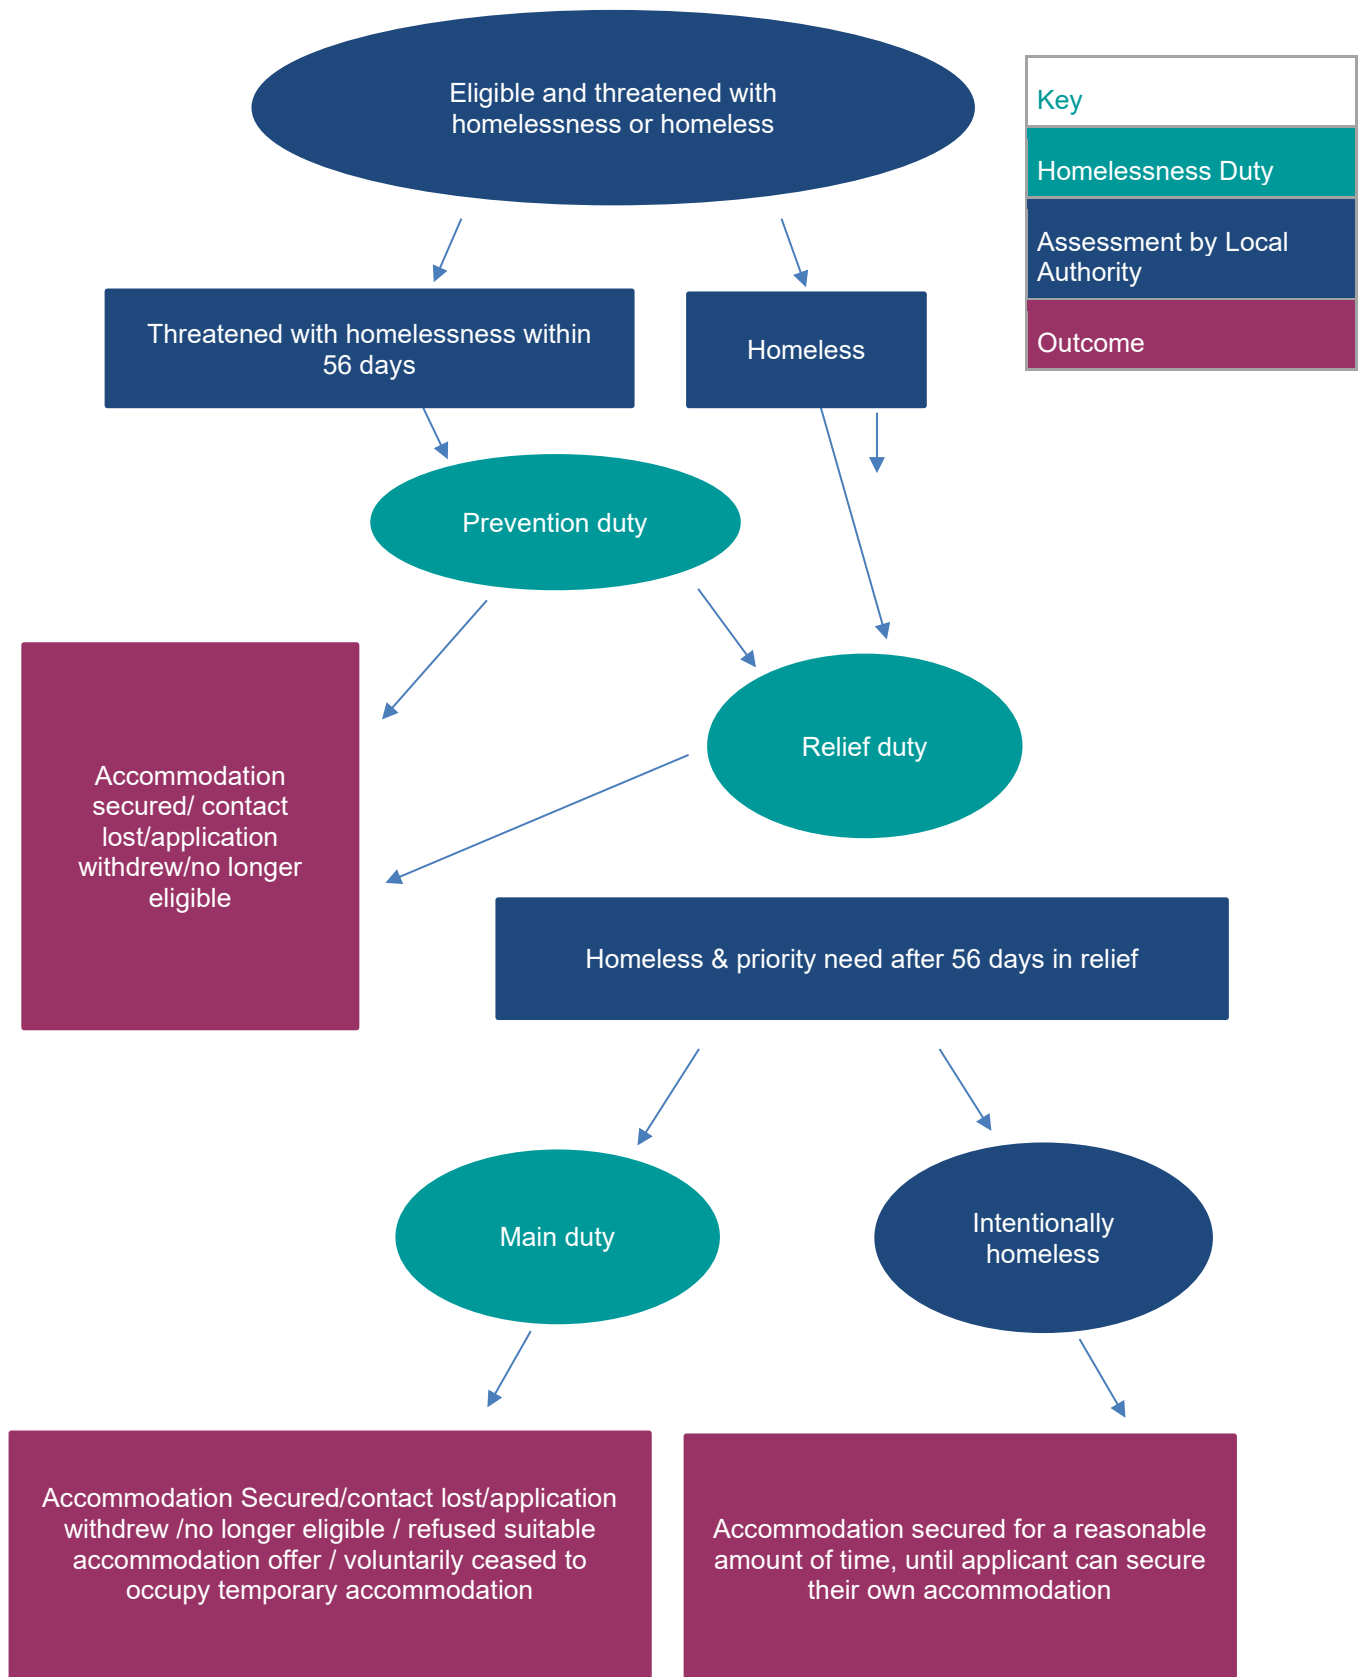 Eligible and threatened with
homelessness or homeless
Key
Homelessness Duty
Assessment by Local
Authority
Outcome
Threatened with homelessness within
56 days
Homeless
Prevention duty
Relief duty
Accommodation
secured/ contact
lost/application
withdrew/no longer
eligible
Homeless & priority need after 56 days in relief
Main duty
Intentionally
homeless
Accommodation Secured/contact lost/application
withdrew /no longer eligible / refused suitable
accommodation offer / voluntarily ceased to
occupy temporary accommodation
Accommodation secured for a reasonable
amount of time, until applicant can secure
their own accommodation